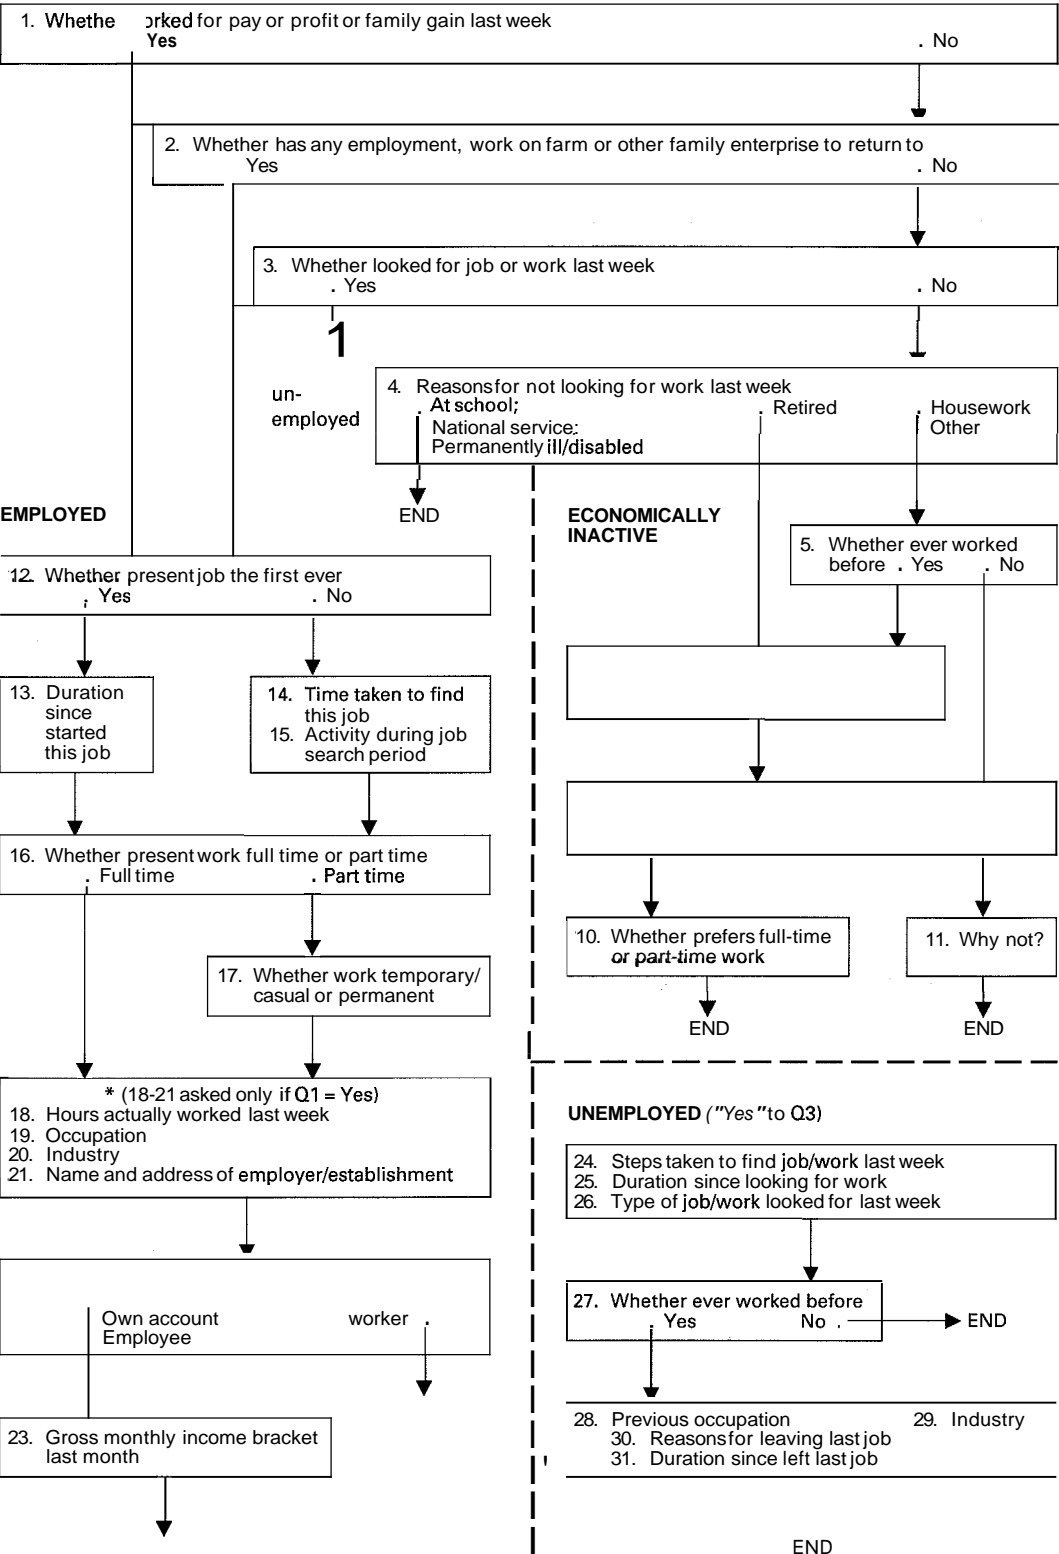 1. Whethe orked for pay or profit or family gain last week
Yes . No
2. Whether has any employment, work on farm or other family enterprise to return to
Yes . No
3. Whether looked for job or work last week
. Yes . No
1
un-
employed
4. Reasons for not looking for work last week
. At school; . Retired . Housework
National service; Other
Permanently ill/disabled
END
EMPLOYED
ECONOMICALLY
INACTIVE
5. Whether ever worked
before . Yes . No
12. Whether present job the first ever
. Yes . No
13. Duration
since
started
this job
14. Time taken to find
this job
15. Activity during job
search period
16. Whether present work full time or part time
. Full time . Part time
17. Whether work temporary/
casual or permanent
10. Whether prefers full-time
or part-time work
END
11. Why not?
END
* (18-21 asked only if Q1 = Yes)
18. Hours actually worked last week
19. Occupation
20. Industry
21. Name and address of employer/establishment
Own account worker .
Employee
23. Gross monthly income bracket
last month
UNEMPLOYED ("Yes" to Q3)
24. Steps taken to find job/work last week
25. Duration since looking for work
26. Type of job/work looked for last week
27. Whether ever worked before
. Yes No . END
28. Previous occupation 29. Industry
30. Reasons for leaving last job
31. Duration since left last job
END